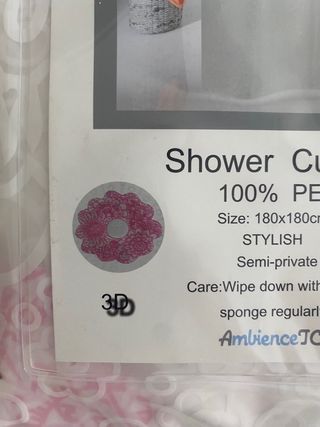 Shower Cu
100% PE
Size: 180x180cm
STYLISH
Semi-private
Care:Wipe down with
sponge regularl
3D
AmbienceTC